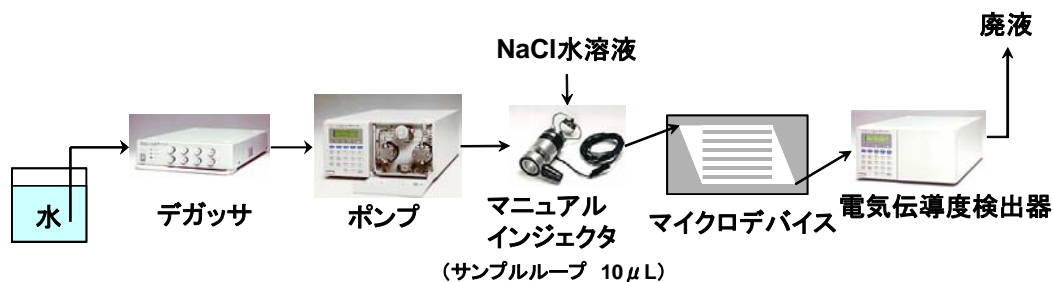 廃液
NaCl水溶液
水
デガッサ
ポンプ
マニュアル
インジェクタ
（サンプルループ 10μL）
マイクロデバイス
電気伝導度検出器